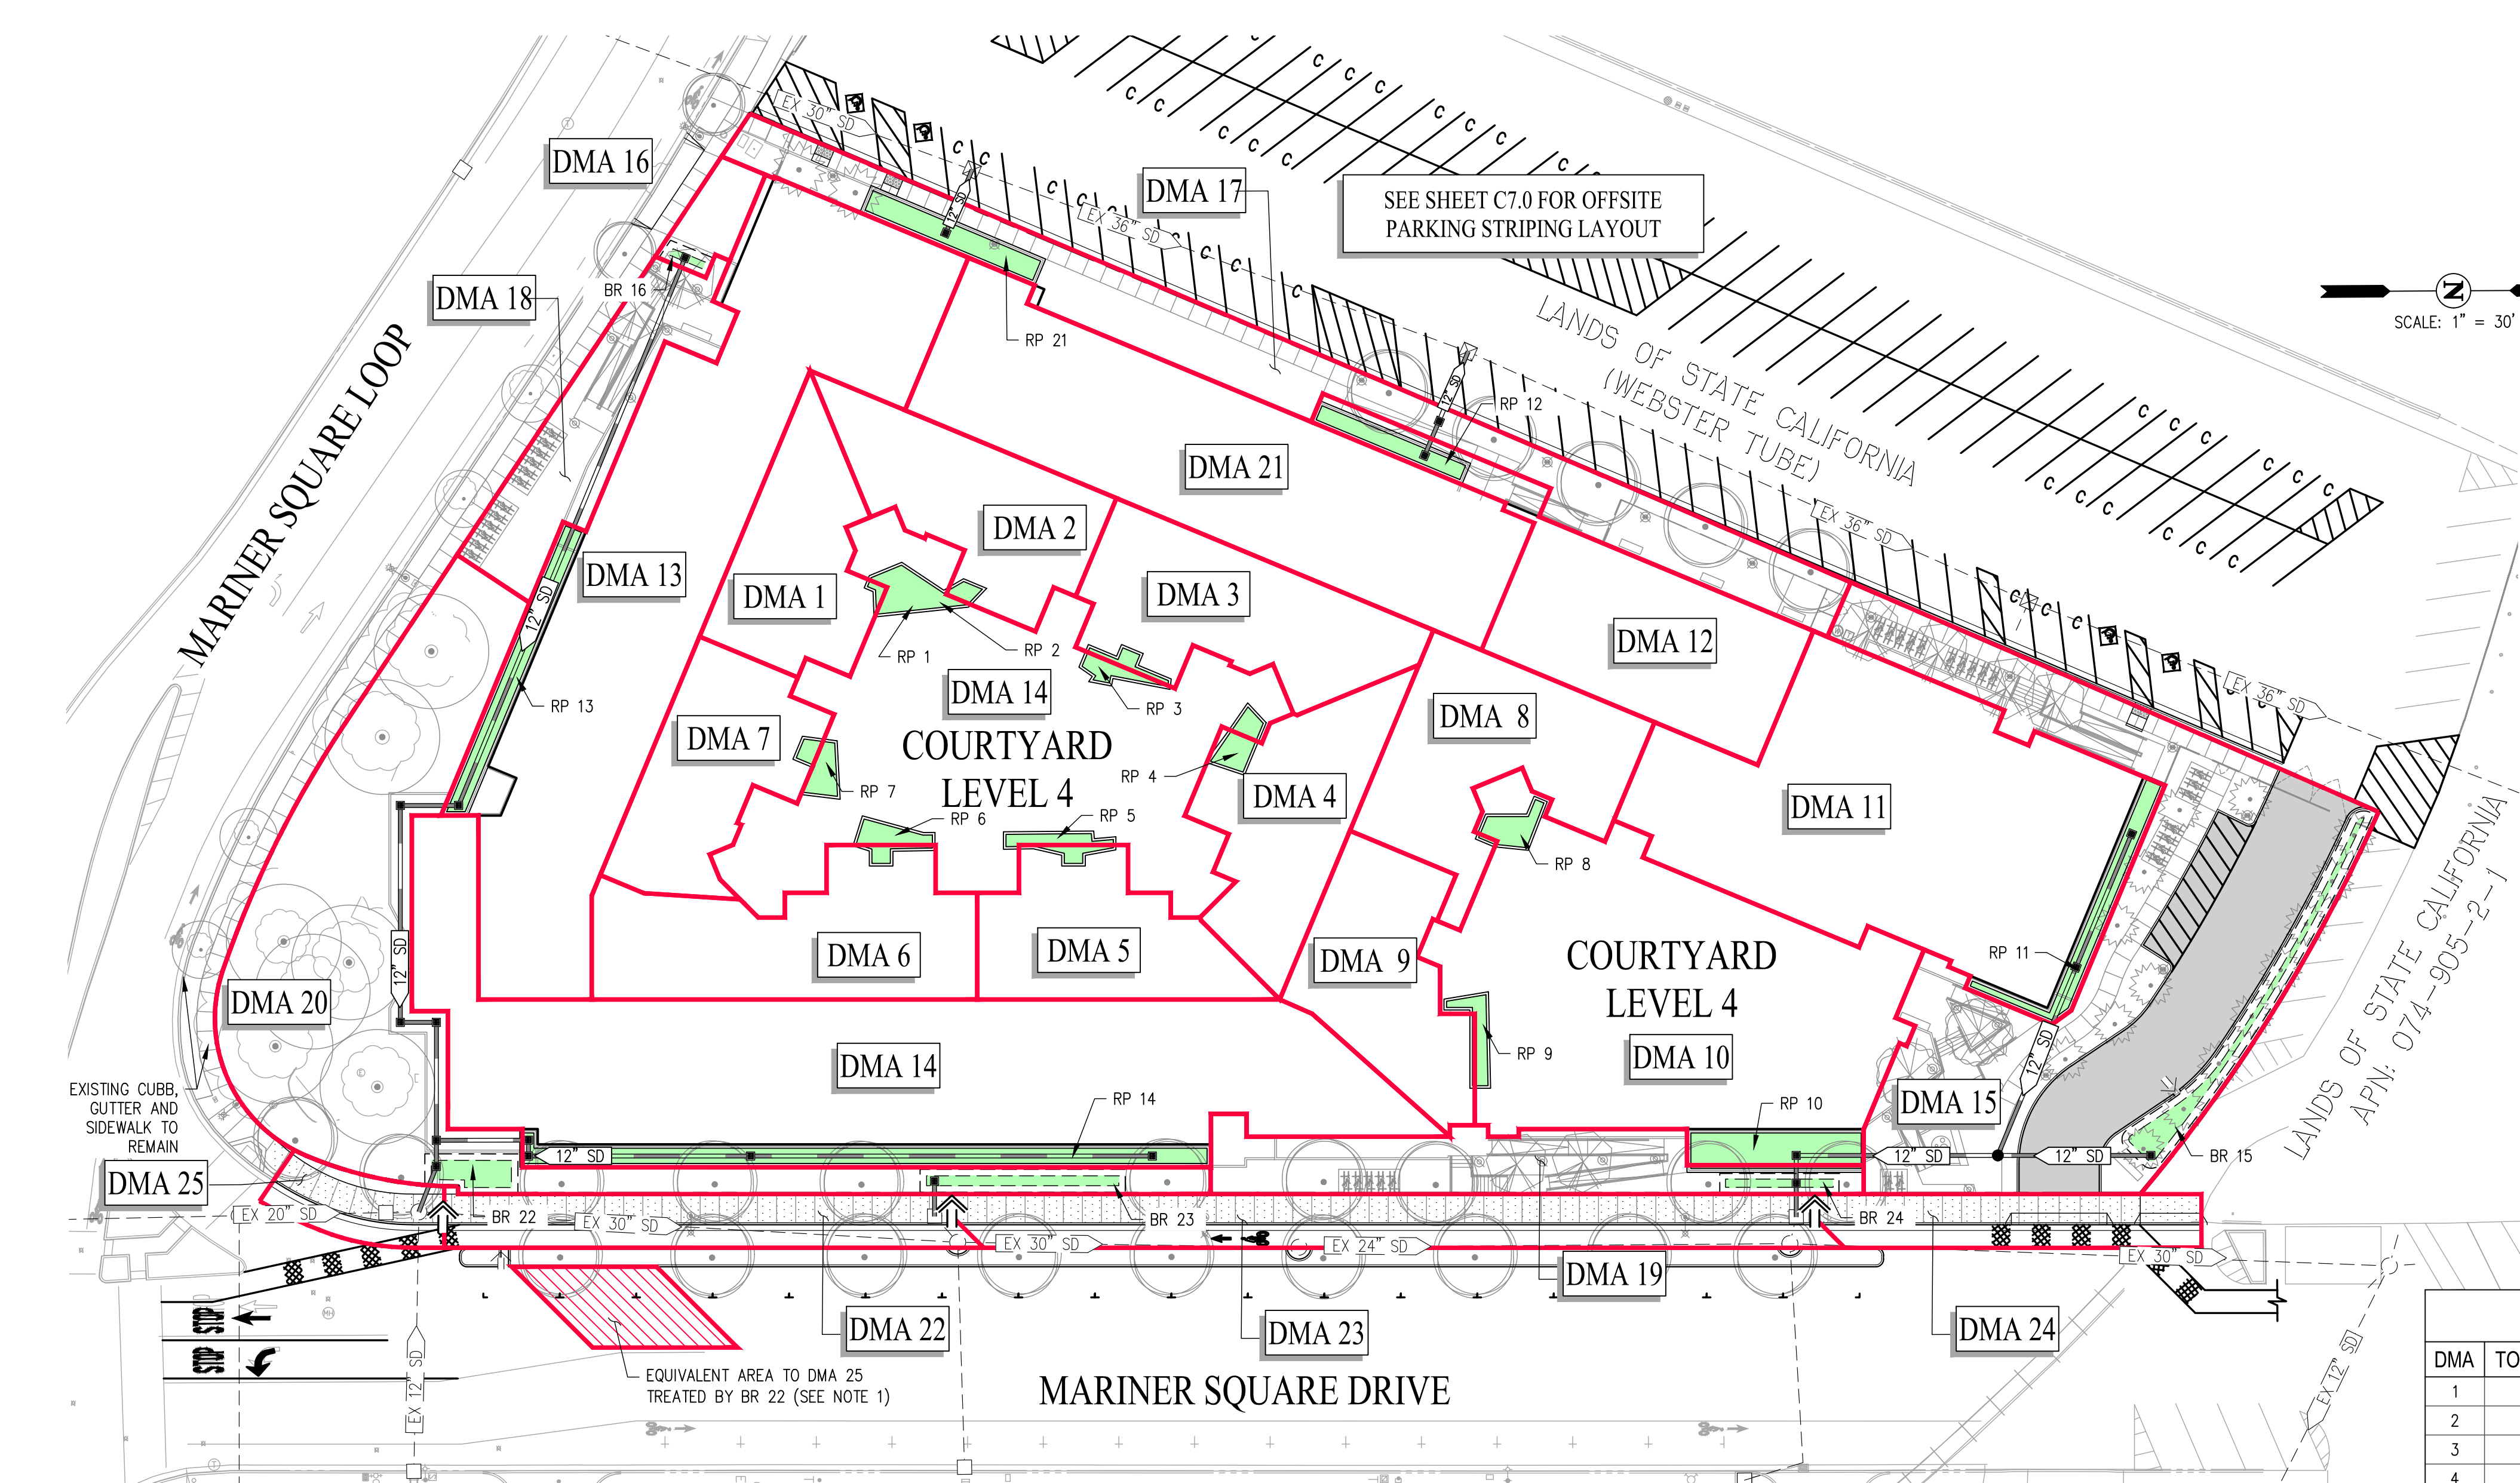 DMA 16
EX 30" SD
12" SD
DMA 17
EX 36" SD
SEE SHEET C7.0 FOR OFFSITE
PARKING STRIPING LAYOUT
N
SCALE: 1" = 30'
DMA 18
BR 16
RP 21
LANDS OF STATE CALIFORNIA
(WEBSTER TUBE)
MARINER SQUARE LOOP
12" SD
RP 12
DMA 21
EX 36" SD
DMA 2
DMA 13
DMA 1
DMA 3
12" SD
RP 1
RP 2
DMA 12
DMA 14
RP 3
RP 13
DMA 7
COURTYARD
LEVEL 4
DMA 8
EX 36" SD
RP 4
RP 7
DMA 4
DMA 11
RP 6
RP 5
RP 8
12" SD
DMA 6
DMA 5
DMA 9
COURTYARD
LEVEL 4
RP 11
DMA 20
LANDS OF STATE CALIFORNIA
APN: 074-905-2-1
DMA 14
RP 9
DMA 10
12" SD
EXISTING CUBB,
GUTTER AND
SIDEWALK TO
REMAIN
RP 14
RP 10
DMA 15
DMA 25
12" SD
12" SD
12" SD
BR 15
EX 20" SD
BR 22
EX 30" SD
BR 23
EX 30" SD
EX 24" SD
BR 24
EX 30" SD
DMA 19
DMA 22
DMA 23
DMA 24
STOP
STOP
EX 12" SD
EQUIVALENT AREA TO DMA 25
TREATED BY BR 22 (SEE NOTE 1)
MARINER SQUARE DRIVE
EX 12" SD
DMA TO
1
2
3
4